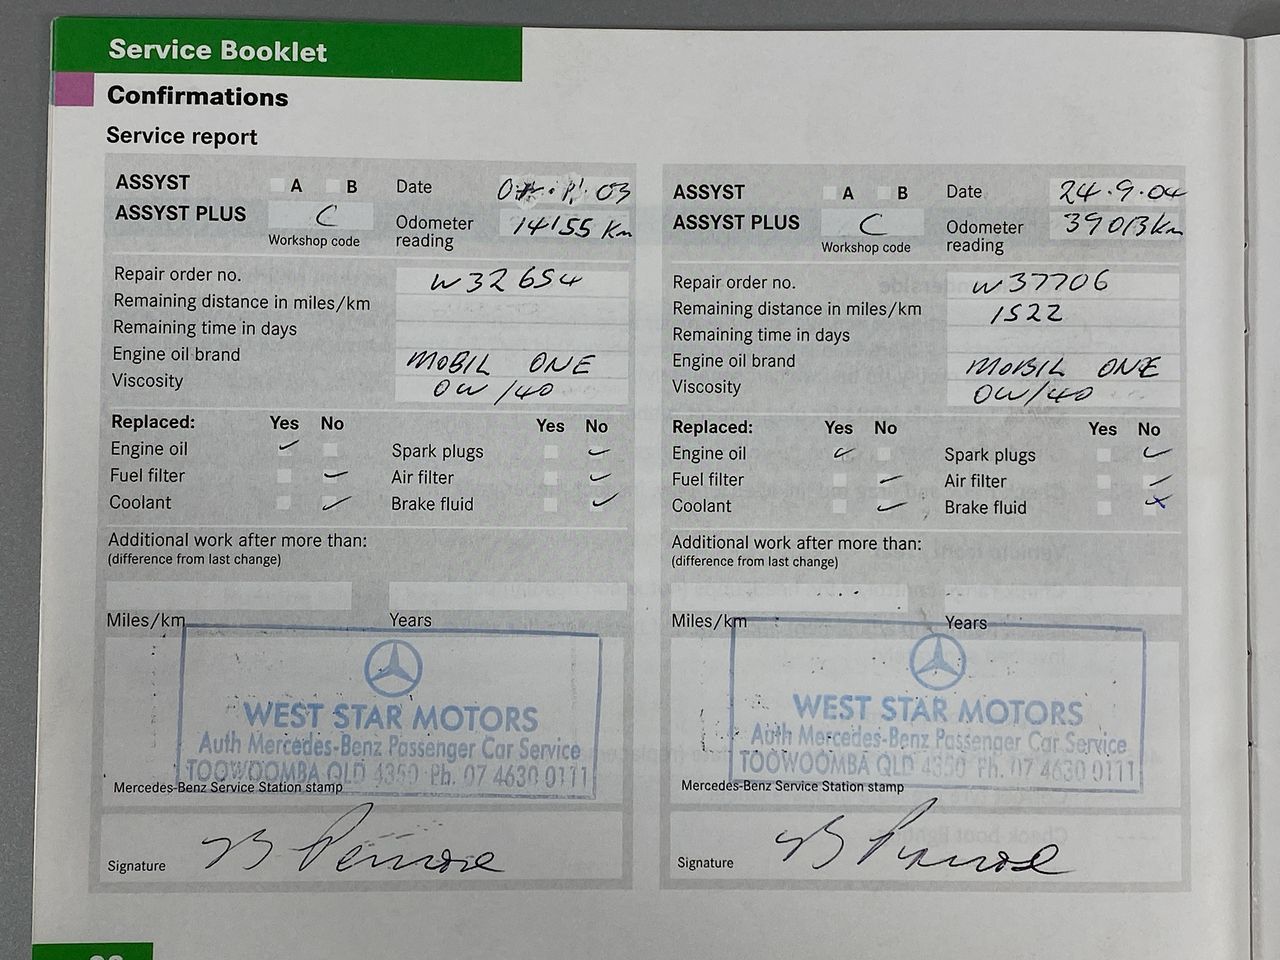 Service Booklet
Confirmations
Service report
ASSYST A B Date 03
ASSYST PLUS C Odometer reading 14155 Km
Workshop code
Repair order no. W32654
Remaining distance in miles/km
Remaining time in days
Engine oil brand MOBIL ONE
Viscosity OW/40
Replaced: Yes No Yes No
Engine oil Spark plugs
Fuel filter Air filter
Coolant Brake fluid
Additional work after more than:
(difference from last change)
Miles/km Years
WEST STAR MOTORS
Auth Mercedes-Benz Passenger Car Service
TOOWOOMBA QLD 4350 Ph. 07 4630 0111
Mercedes-Benz Service Station stamp
Signature
ASSYST A B Date 24.9.04
ASSYST PLUS C Odometer reading 39013km
Workshop code
Repair order no. W37706
Remaining distance in miles/km 1522
Remaining time in days
Engine oil brand MOBIL ONE
Viscosity OW/40
Replaced: Yes No Yes No
Engine oil Spark plugs
Fuel filter Air filter
Coolant Brake fluid
Additional work after more than:
(difference from last change)
Miles/km Years
WEST STAR MOTORS
Auth Mercedes-Benz Passenger Car Service
TOOWOOMBA QLD 4350 Ph. 07 4630 0111
Mercedes-Benz Service Station stamp
Signature